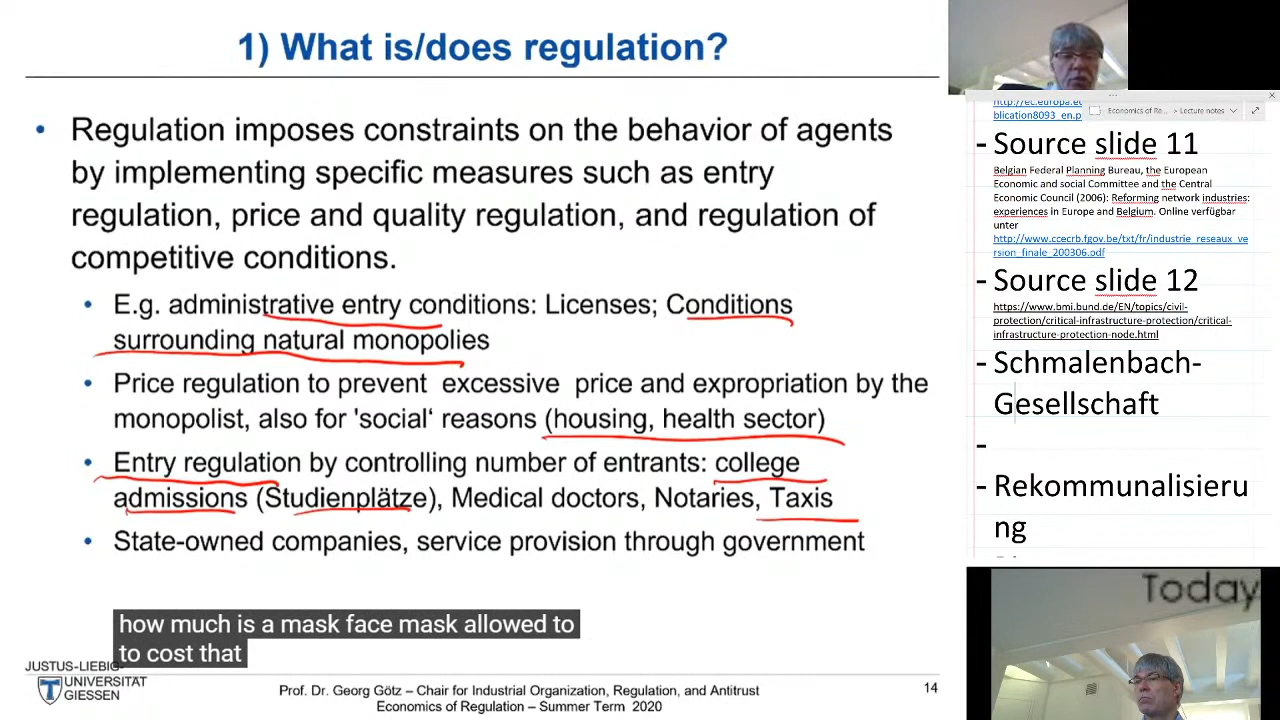 1) What is/does regulation?
• Regulation imposes constraints on the behavior of agents
by implementing specific measures such as entry
regulation, price and quality regulation, and regulation of
competitive conditions.
• E.g. administrative entry conditions: Licenses; Conditions
surrounding natural monopolies
• Price regulation to prevent excessive price and expropriation by the
monopolist, also for 'social‘ reasons (housing, health sector)
• Entry regulation by controlling number of entrants: college
admissions (Studienplätze), Medical doctors, Notaries, Taxis
• State-owned companies, service provision through government
how much is a mask face mask allowed to
to cost that
JUSTUS-LIEBIG-
UNIVERSITÄT
GIESSEN
Prof. Dr. Georg Götz – Chair for Industrial Organization, Regulation, and Antitrust
Economics of Regulation – Summer Term 2020
14
http://ec.europa.et
blication8093_en.p
Economics of Re... > Lecture notes
- Source slide 11
Belgian Federal Planning Bureau, the European
Economic and social Committee and the Central
Economic Council (2006): Reforming network industries:
experiences in Europe and Belgium. Online verfügbar
unter
http://www.ccecrb.fgov.be/txt/fr/industrie_reseaux_ve
rsion_finale_200306.pdf
- Source slide 12
https://www.bmi.bund.de/EN/topics/civil-
protection/critical-infrastructure-protection/critical-
infrastructure-protection-node.html
- Schmalenbach-
Gesellschaft
-
- Rekommunalisieru
ng
Today